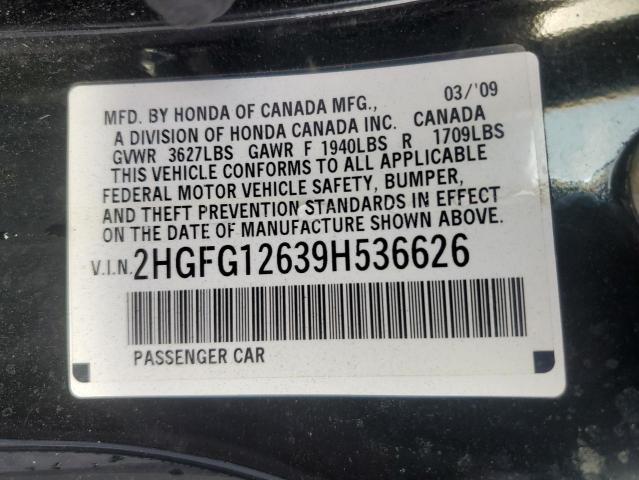 MFD. BY HONDA OF CANADA MFG., 03/'09
A DIVISION OF HONDA CANADA INC. CANADA
GVWR 3627LBS GAWR F 1940LBS R 1709LBS
THIS VEHICLE CONFORMS TO ALL APPLICABLE
FEDERAL MOTOR VEHICLE SAFETY, BUMPER,
AND THEFT PREVENTION STANDARDS IN EFFECT
ON THE DATE OF MANUFACTURE SHOWN ABOVE.
V.I.N. 2HGFG12639H536626
PASSENGER CAR